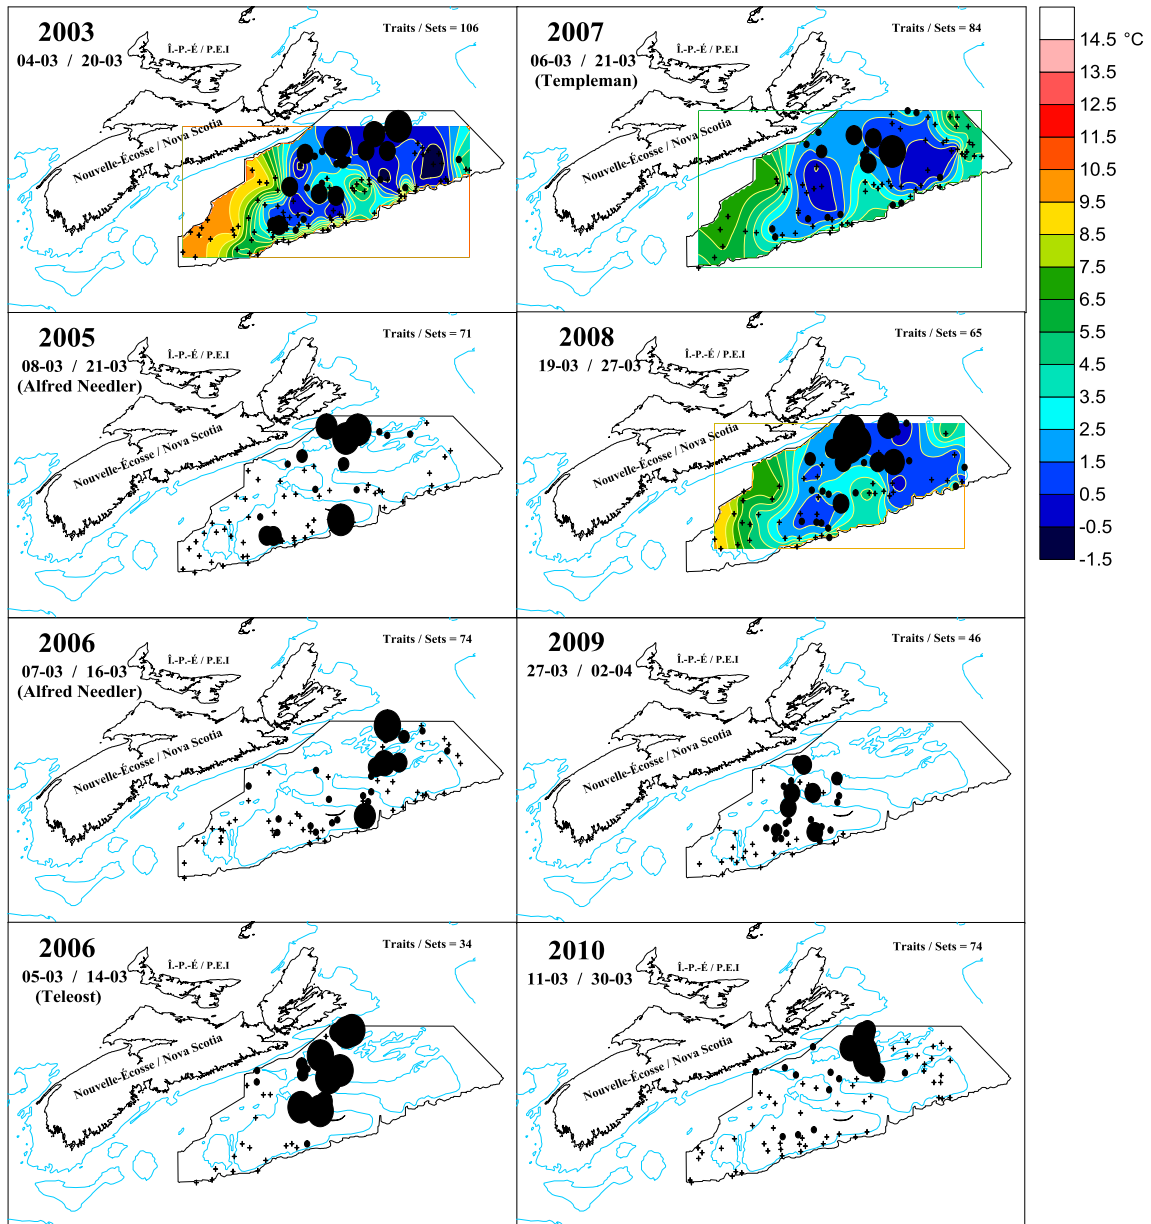 2003
04-03 / 20-03
Î.-P.-É / P.E.I
Traits / Sets = 106
Nouvelle-Écosse / Nova Scotia
2007
06-03 / 21-03
(Templeman)
Î.-P.-É / P.E.I
Traits / Sets = 84
Nouvelle-Écosse / Nova Scotia
2005
08-03 / 21-03
(Alfred Needler)
Î.-P.-É / P.E.I
Traits / Sets = 71
Nouvelle-Écosse / Nova Scotia
2008
19-03 / 27-03
Î.-P.-É / P.E.I
Traits / Sets = 65
Nouvelle-Écosse / Nova Scotia
2006
07-03 / 16-03
(Alfred Needler)
Î.-P.-É / P.E.I
Traits / Sets = 74
Nouvelle-Écosse / Nova Scotia
2009
27-03 / 02-04
Î.-P.-É / P.E.I
Traits / Sets = 46
Nouvelle-Écosse / Nova Scotia
2006
05-03 / 14-03
(Teleost)
Î.-P.-É / P.E.I
Traits / Sets = 34
Nouvelle-Écosse / Nova Scotia
2010
11-03 / 30-03
Î.-P.-É / P.E.I
Traits / Sets = 74
Nouvelle-Écosse / Nova Scotia
14.5 °C
13.5
12.5
11.5
10.5
9.5
8.5
7.5
6.5
5.5
4.5
3.5
2.5
1.5
0.5
-0.5
-1.5